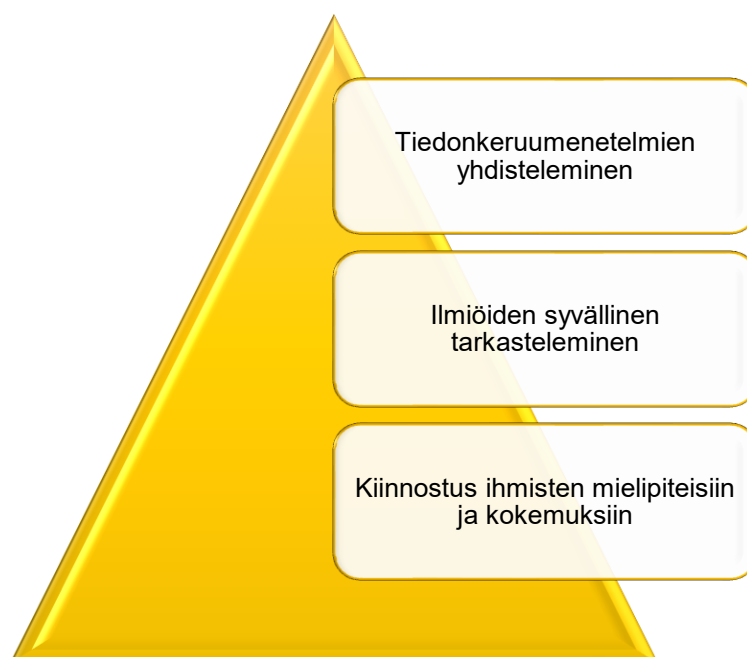 Tiedonkeruumenetelmien
yhdisteleminen
Ilmiöiden syvällinen
tarkasteleminen
Kiinnostus ihmisten mielipiteisiin
ja kokemuksiin